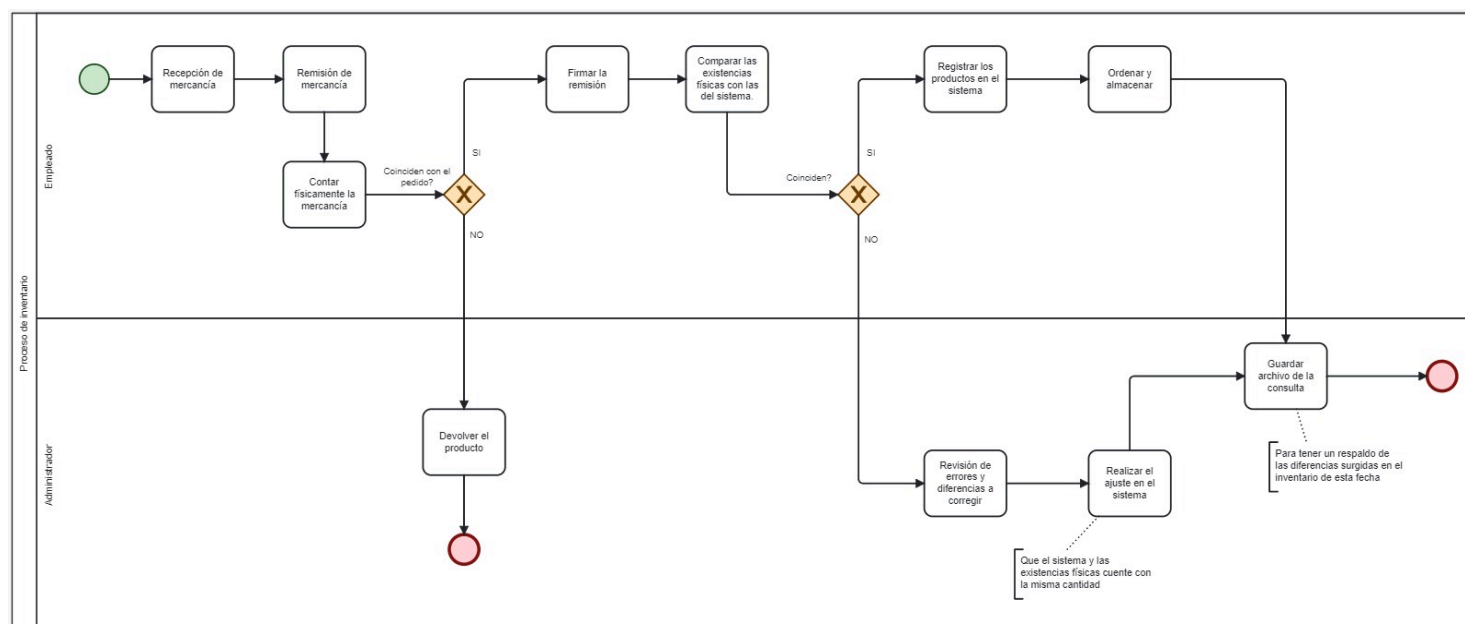 Proceso de inventario
Empleado
Recepción de
mercancía
Remisión de
mercancía
Contar
físicamente la
mercancía
Coinciden con el
pedido?
SI
NO
Firmar la
remisión
Comparar las
existencias
físicas con las
del sistema.
Coinciden?
SI
NO
Registrar los
productos en el
sistema
Ordenar y
almacenar
Administrador
Devolver el
producto
Revisión de
errores y
diferencias a
corregir
Realizar el
ajuste en el
sistema
Que el sistema y las
existencias físicas cuente con
la misma cantidad
Guardar
archivo de la
consulta
Para tener un respaldo de
las diferencias surgidas en el
inventario de esta fecha